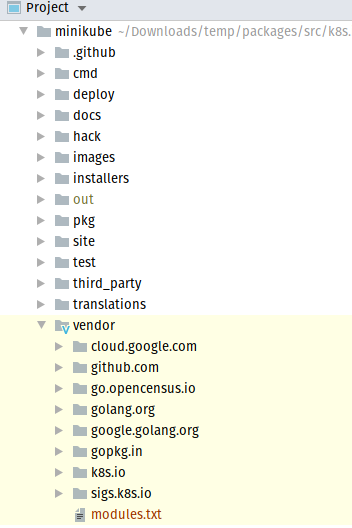 Project
minikube ~/Downloads/temp/packages/src/k8s.
.github
cmd
deploy
docs
hack
images
installers
out
pkg
site
test
third_party
translations
vendor
cloud.google.com
github.com
go.opencensus.io
golang.org
google.golang.org
gopkg.in
k8s.io
sigs.k8s.io
modules.txt